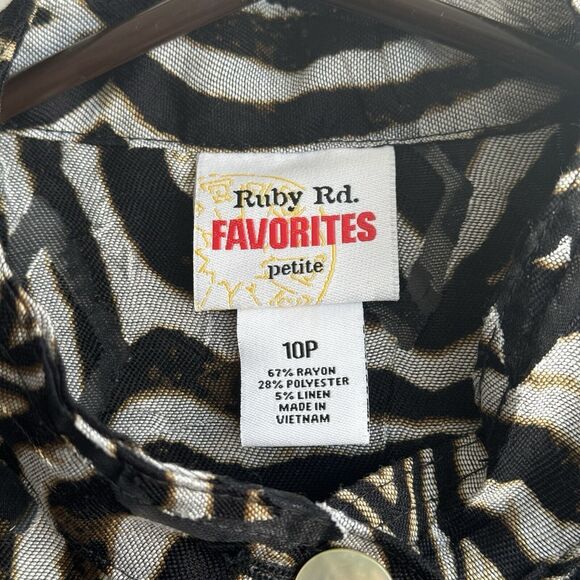 Ruby Rd.
FAVORITES
petite
10P
67% RAYON
28% POLYESTER
5% LINEN
MADE IN
VIETNAM